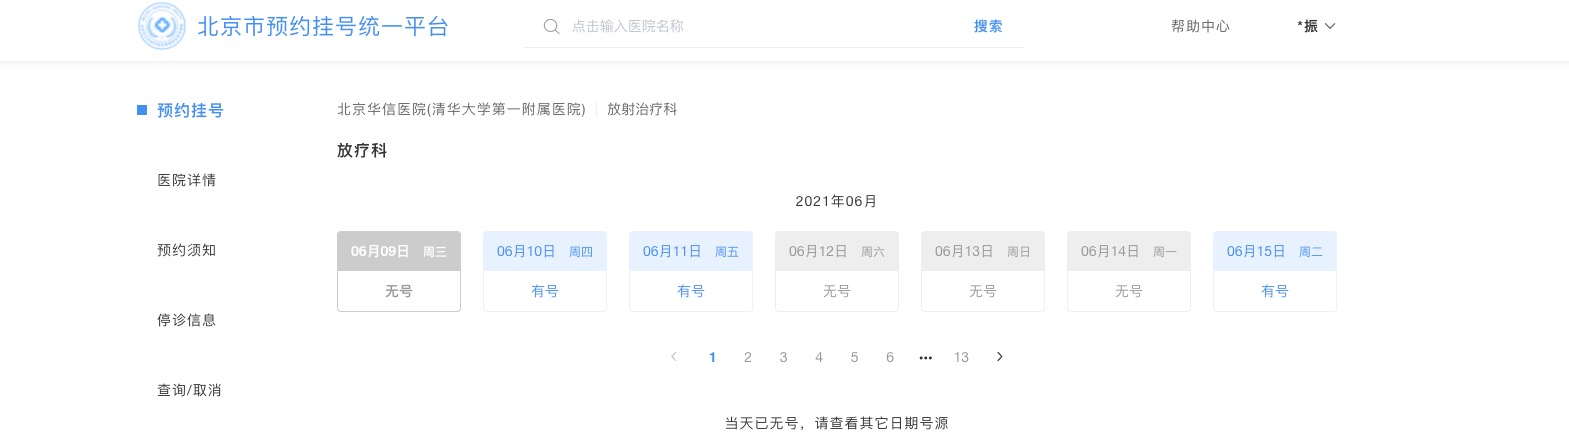 北京市预约挂号统一平台
点击输入医院名称
搜索
帮助中心
*振
预约挂号
医院详情
预约须知
停诊信息
查询/取消
北京华信医院(清华大学第一附属医院) 放射治疗科
放疗科
2021年06月
06月09日 周三 06月10日 周四 06月11日 周五 06月12日 周六 06月13日 周日 06月14日 周一 06月15日 周二
无号 有号 有号 无号 无号 无号 有号
1 2 3 4 5 6 ••• 13
当天已无号，请查看其它日期号源